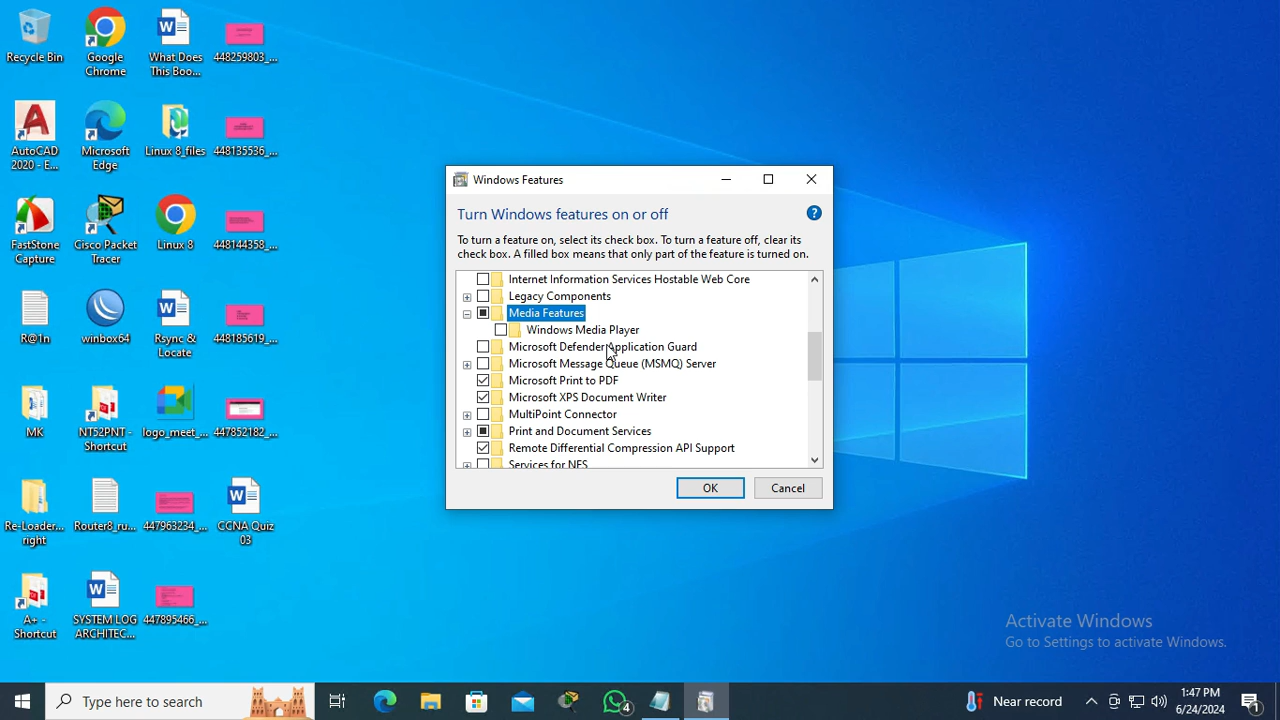 Recycle Bin
Google Chrome
What Does This Boo...
448259803_...
AutoCAD 2020 - E...
Microsoft Edge
Linux 8_files
448135536_...
FastStone Capture
Cisco Packet Tracer
Linux 8
448144358_...
R@1n
winbox64
Rsync & Locate
448185619_...
MK
NT52PNT - Shortcut
logo_meet_...
447852182_...
Re-Loader... right
Router8_ru...
447963234_...
CCNA Quiz 03
A+ - Shortcut
SYSTEM LOG ARCHITEC...
447895466_...
Windows Features
Turn Windows features on or off
To turn a feature on, select its check box. To turn a feature off, clear its
check box. A filled box means that only part of the feature is turned on.
Internet Information Services Hostable Web Core
Legacy Components
Media Features
Windows Media Player
Microsoft Defender Application Guard
Microsoft Message Queue (MSMQ) Server
Microsoft Print to PDF
Microsoft XPS Document Writer
MultiPoint Connector
Print and Document Services
Remote Differential Compression API Support
Services for NFS
OK
Cancel
Activate Windows
Go to Settings to activate Windows.
Type here to search
4
Near record
1:47 PM
6/24/2024
1